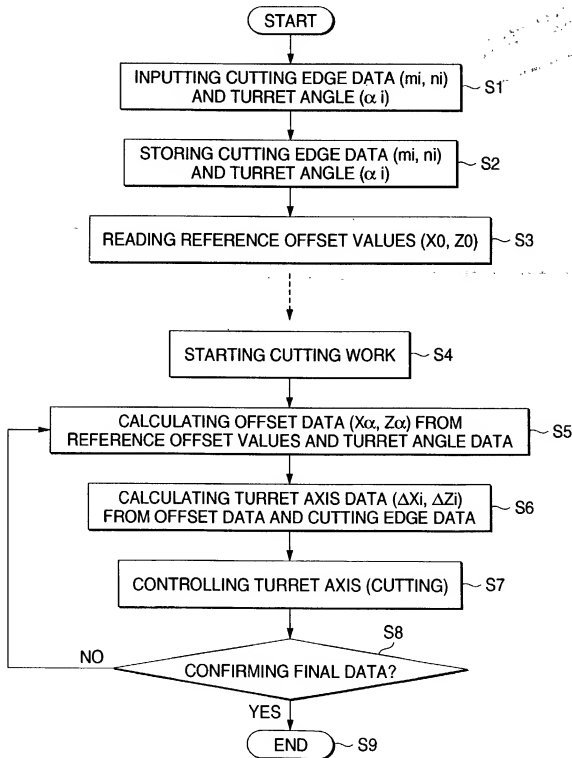 START
INPUTTING CUTTING EDGE DATA (mi, ni)
AND TURRET ANGLE (α i)
S1
STORING CUTTING EDGE DATA (mi, ni)
AND TURRET ANGLE (α i)
S2
READING REFERENCE OFFSET VALUES (X0, Z0)
S3
STARTING CUTTING WORK
S4
CALCULATING OFFSET DATA (Xα, Zα) FROM
REFERENCE OFFSET VALUES AND TURRET ANGLE DATA
S5
CALCULATING TURRET AXIS DATA (ΔXi, ΔZi)
FROM OFFSET DATA AND CUTTING EDGE DATA
S6
CONTROLLING TURRET AXIS (CUTTING)
S7
S8
NO
CONFIRMING FINAL DATA?
YES
END
S9